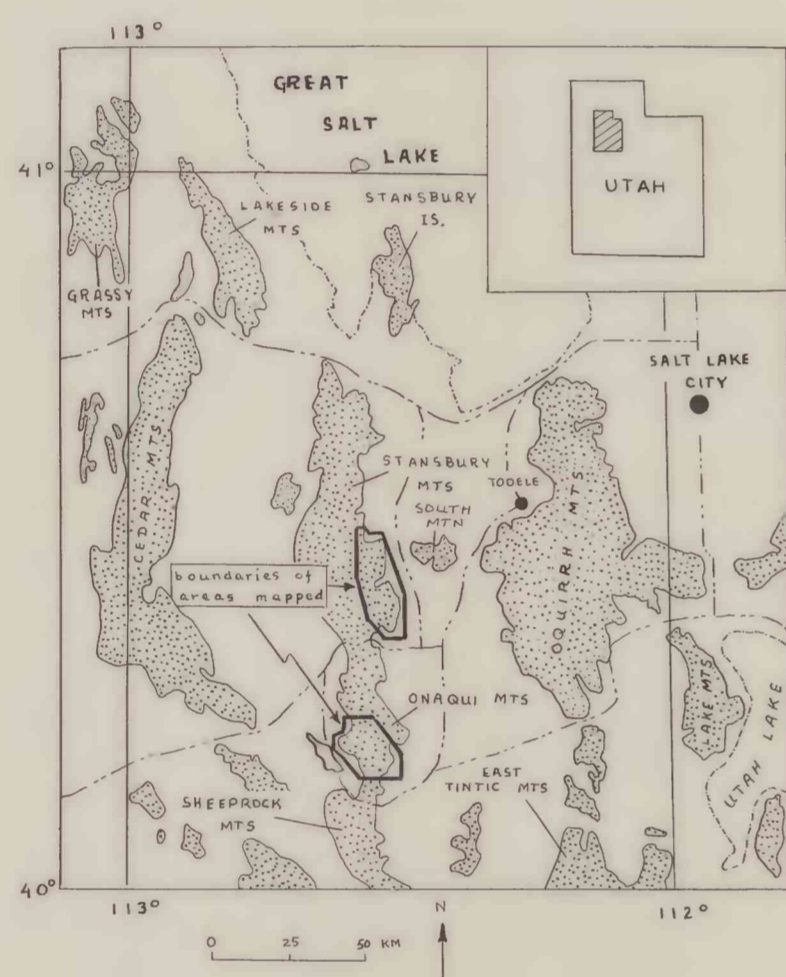 113°
GREAT
SALT
LAKE
41°
UTAH
LAKESIDE
MTS
STANSBURY
IS.
GRASSY
MTS
SALT LAKE
CITY
CEDAR MTS
STANSBURY
MTS
TOOELE
SOUTH
MTN
OQUIRRH MTS
boundaries of
areas mapped
ONAQUI MTS
LAKE MTS
UTAH LAKE
SHEEPROCK
MTS
EAST
TINTIC MTS
40°
113°
N
112°
0 25 50 KM